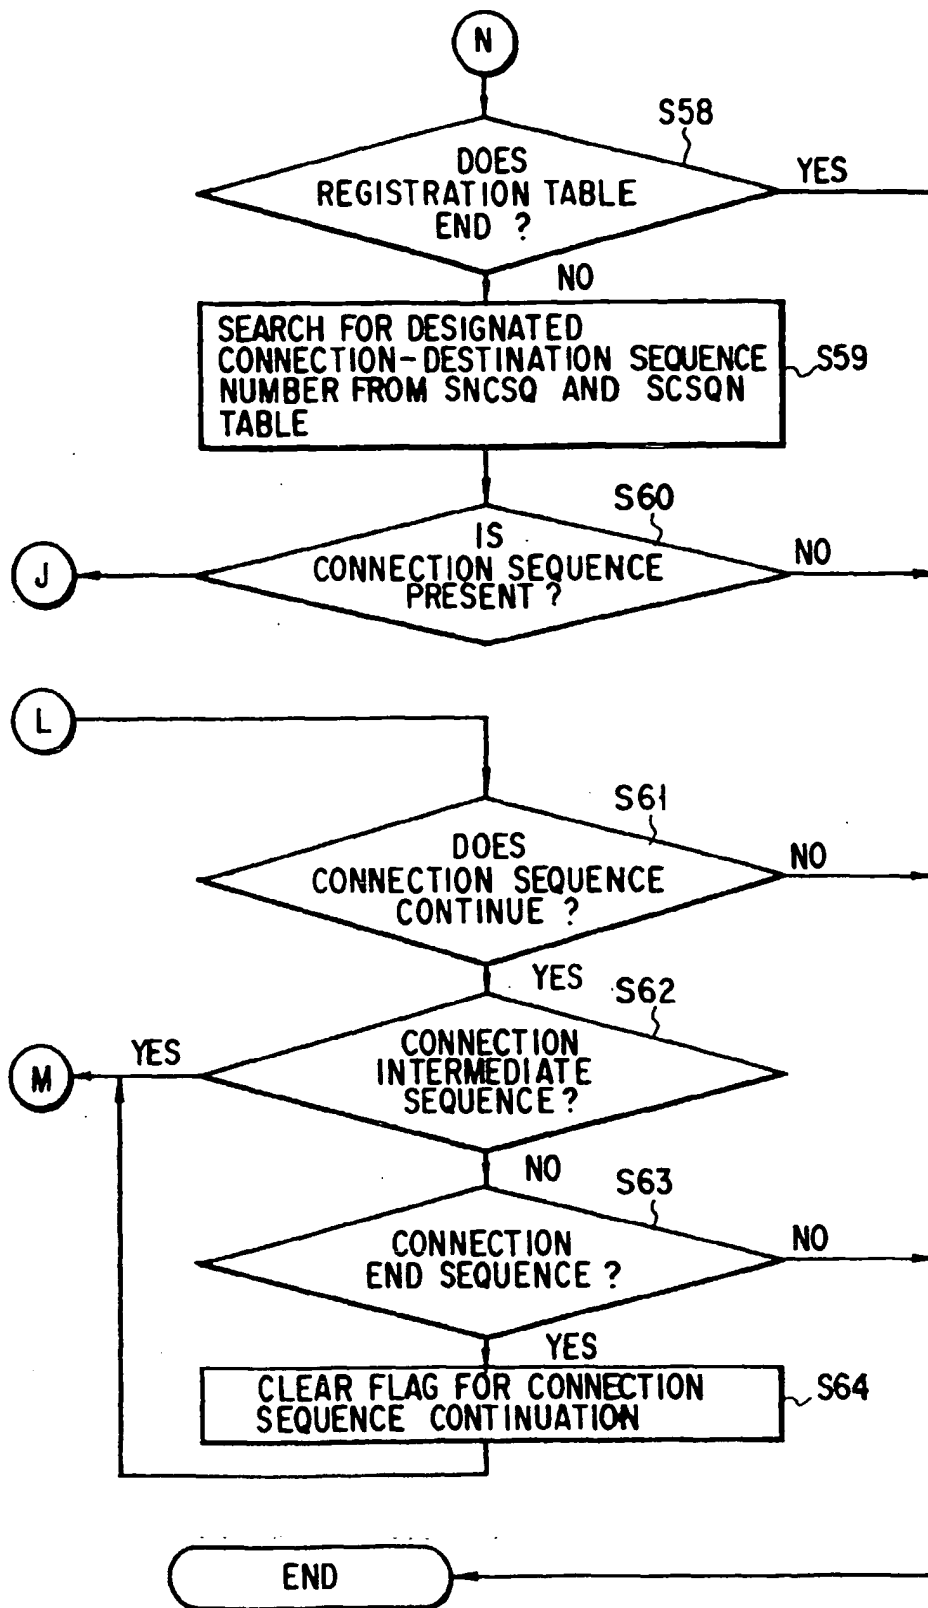 N
S58
DOES
REGISTRATION TABLE
END ?
YES
NO
SEARCH FOR DESIGNATED
CONNECTION-DESTINATION SEQUENCE
NUMBER FROM SNCSQ AND SCSQN
TABLE
S59
S60
IS
CONNECTION SEQUENCE
PRESENT ?
NO
J
L
S61
DOES
CONNECTION SEQUENCE
CONTINUE ?
NO
YES
S62
CONNECTION
INTERMEDIATE
SEQUENCE ?
YES
M
NO
S63
CONNECTION
END SEQUENCE ?
NO
YES
CLEAR FLAG FOR CONNECTION
SEQUENCE CONTINUATION
S64
END